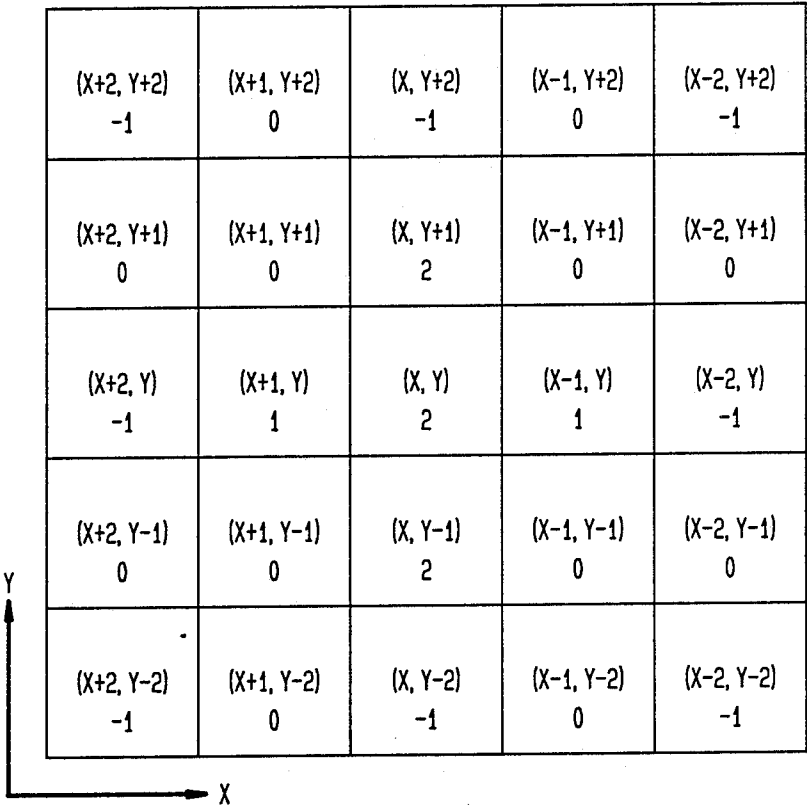 (X+2, Y+2) (X+1, Y+2) (X, Y+2) (X-1, Y+2) (X-2, Y+2)
-1 0 -1 0 -1
(X+2, Y+1) (X+1, Y+1) (X, Y+1) (X-1, Y+1) (X-2, Y+1)
0 0 2 0 0
(X+2, Y) (X+1, Y) (X, Y) (X-1, Y) (X-2, Y)
-1 1 2 1 -1
(X+2, Y-1) (X+1, Y-1) (X, Y-1) (X-1, Y-1) (X-2, Y-1)
0 0 2 0 0
Y
(X+2, Y-2) (X+1, Y-2) (X, Y-2) (X-1, Y-2) (X-2, Y-2)
-1 0 -1 0 -1
X